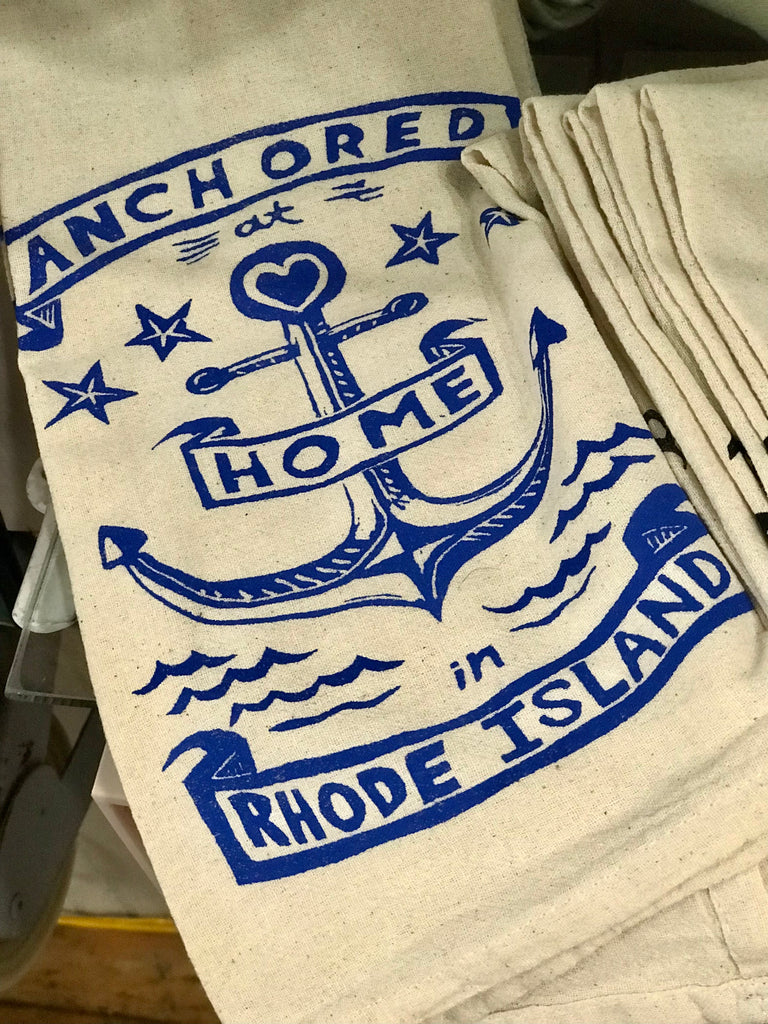 ANCHORED
at
HOME
in
RHODE ISLAND